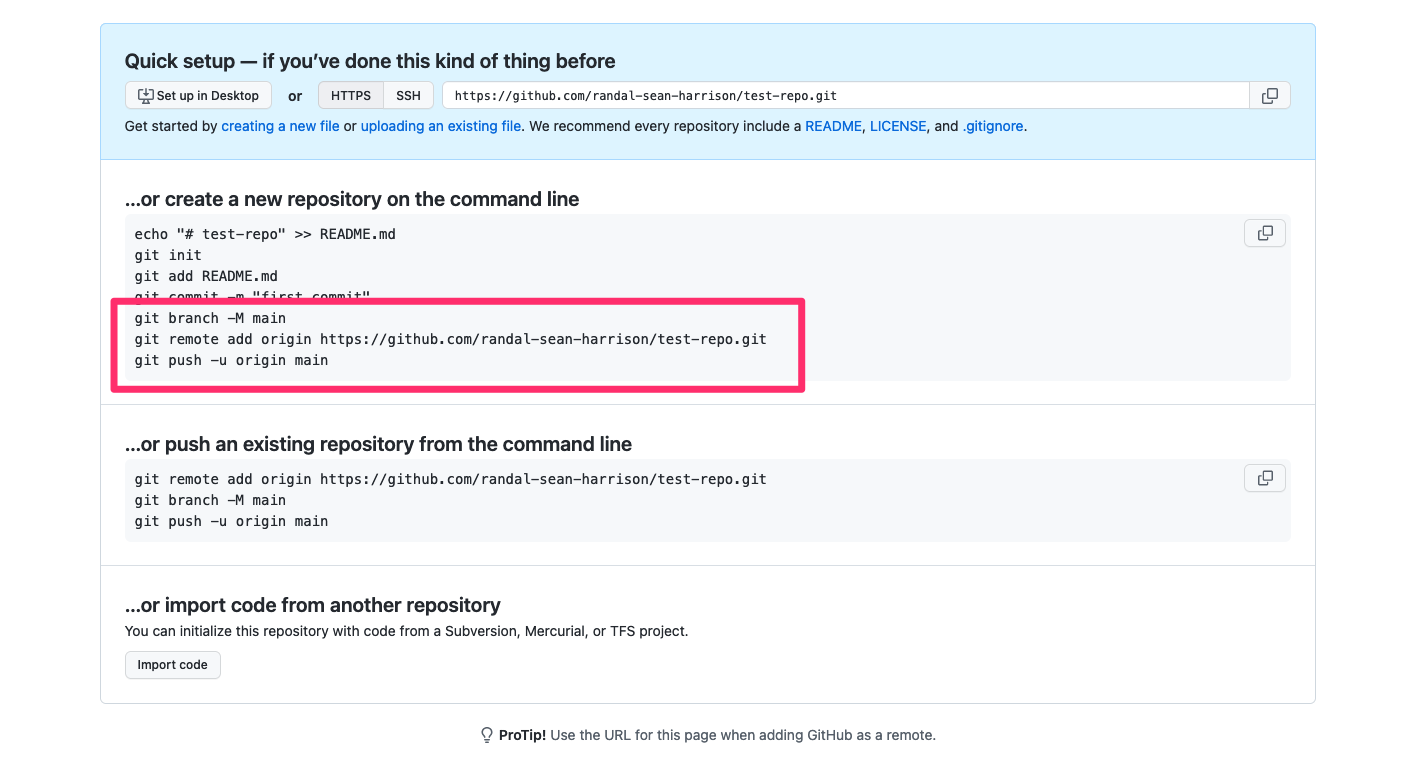 Quick setup — if you’ve done this kind of thing before
Set up in Desktop or HTTPS SSH https://github.com/randal-sean-harrison/test-repo.git
Get started by creating a new file or uploading an existing file. We recommend every repository include a README, LICENSE, and .gitignore.
…or create a new repository on the command line
echo "# test-repo" >> README.md
git init
git add README.md
git commit -m "first commit"
git branch -M main
git remote add origin https://github.com/randal-sean-harrison/test-repo.git
git push -u origin main
…or push an existing repository from the command line
git remote add origin https://github.com/randal-sean-harrison/test-repo.git
git branch -M main
git push -u origin main
…or import code from another repository
You can initialize this repository with code from a Subversion, Mercurial, or TFS project.
Import code
ProTip! Use the URL for this page when adding GitHub as a remote.